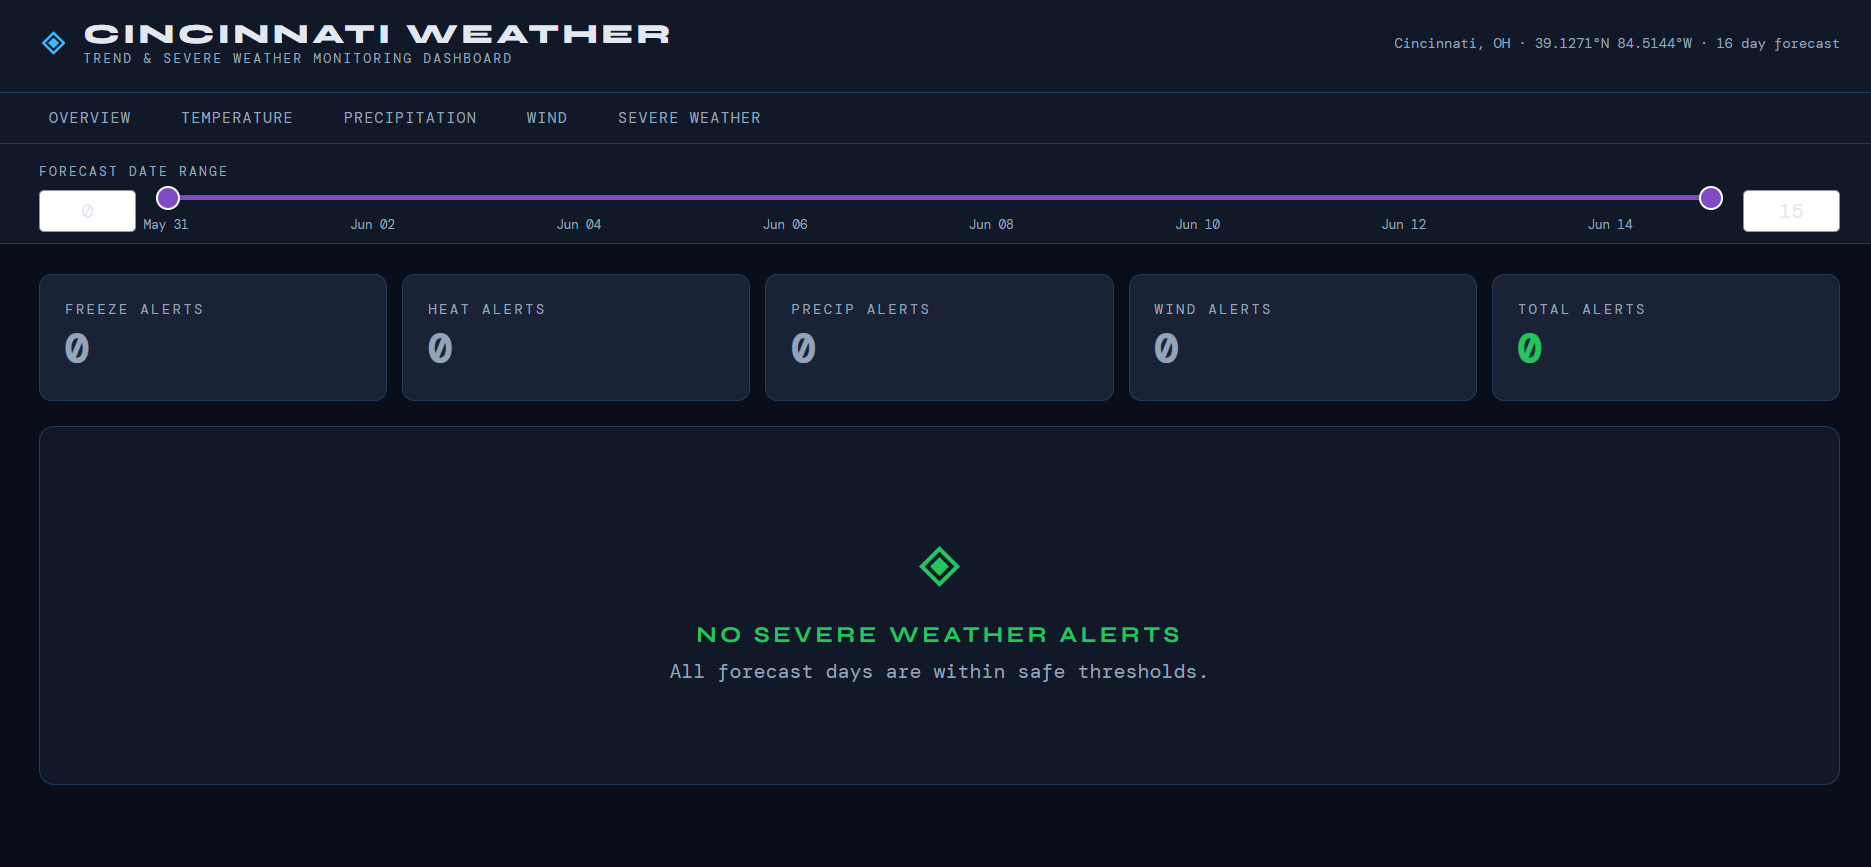 CINCINNATI WEATHER
TREND & SEVERE WEATHER MONITORING DASHBOARD
Cincinnati, OH · 39.1271°N 84.5144°W · 16 day forecast
OVERVIEW TEMPERATURE PRECIPITATION WIND SEVERE WEATHER
FORECAST DATE RANGE
0
15
May 31 Jun 02 Jun 04 Jun 06 Jun 08 Jun 10 Jun 12 Jun 14
FREEZE ALERTS
0
HEAT ALERTS
0
PRECIP ALERTS
0
WIND ALERTS
0
TOTAL ALERTS
0
NO SEVERE WEATHER ALERTS
All forecast days are within safe thresholds.